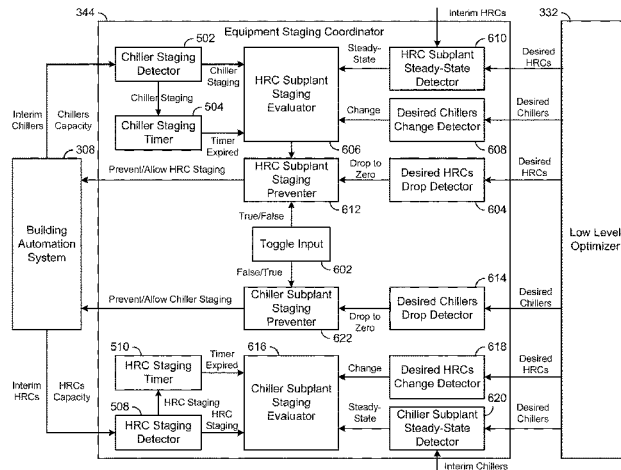 344
Equipment Staging Coordinator
Interim HRCs
332
502
Chiller Staging
Detector
Chiller
Staging
Chiller Staging
504
Chiller Staging
Timer
Timer
Expired
HRC Subplant
Staging
Evaluator
606
Steady-
State
HRC Subplant
Steady-State
Detector
610
Desired
HRCs
Change
Desired Chillers
Change Detector
608
Desired
Chillers
Interim
Chillers
Chillers
Capacity
308
Prevent/Allow HRC Staging
HRC Subplant
Staging
Preventer
612
Drop to
Zero
Desired HRCs
Drop Detector
604
Desired
HRCs
True/False
Toggle Input
602
False/True
Building
Automation
System
Low Level
Optimizer
Prevent/Allow Chiller Staging
Chiller Subplant
Staging
Preventer
622
Drop to
Zero
Desired Chillers
Drop Detector
614
Desired
Chillers
510
HRC Staging
Timer
Timer
Expired
616
Chiller Subplant
Staging
Evaluator
Change
Desired HRCs
Change Detector
618
Desired
HRCs
Interim
HRCs
HRCs
Capacity
508
HRC Staging
HRC Staging
Detector
HRC
Staging
Steady-
State
Chiller Subplant
Steady-State
Detector
620
Desired
Chillers
Interim Chillers